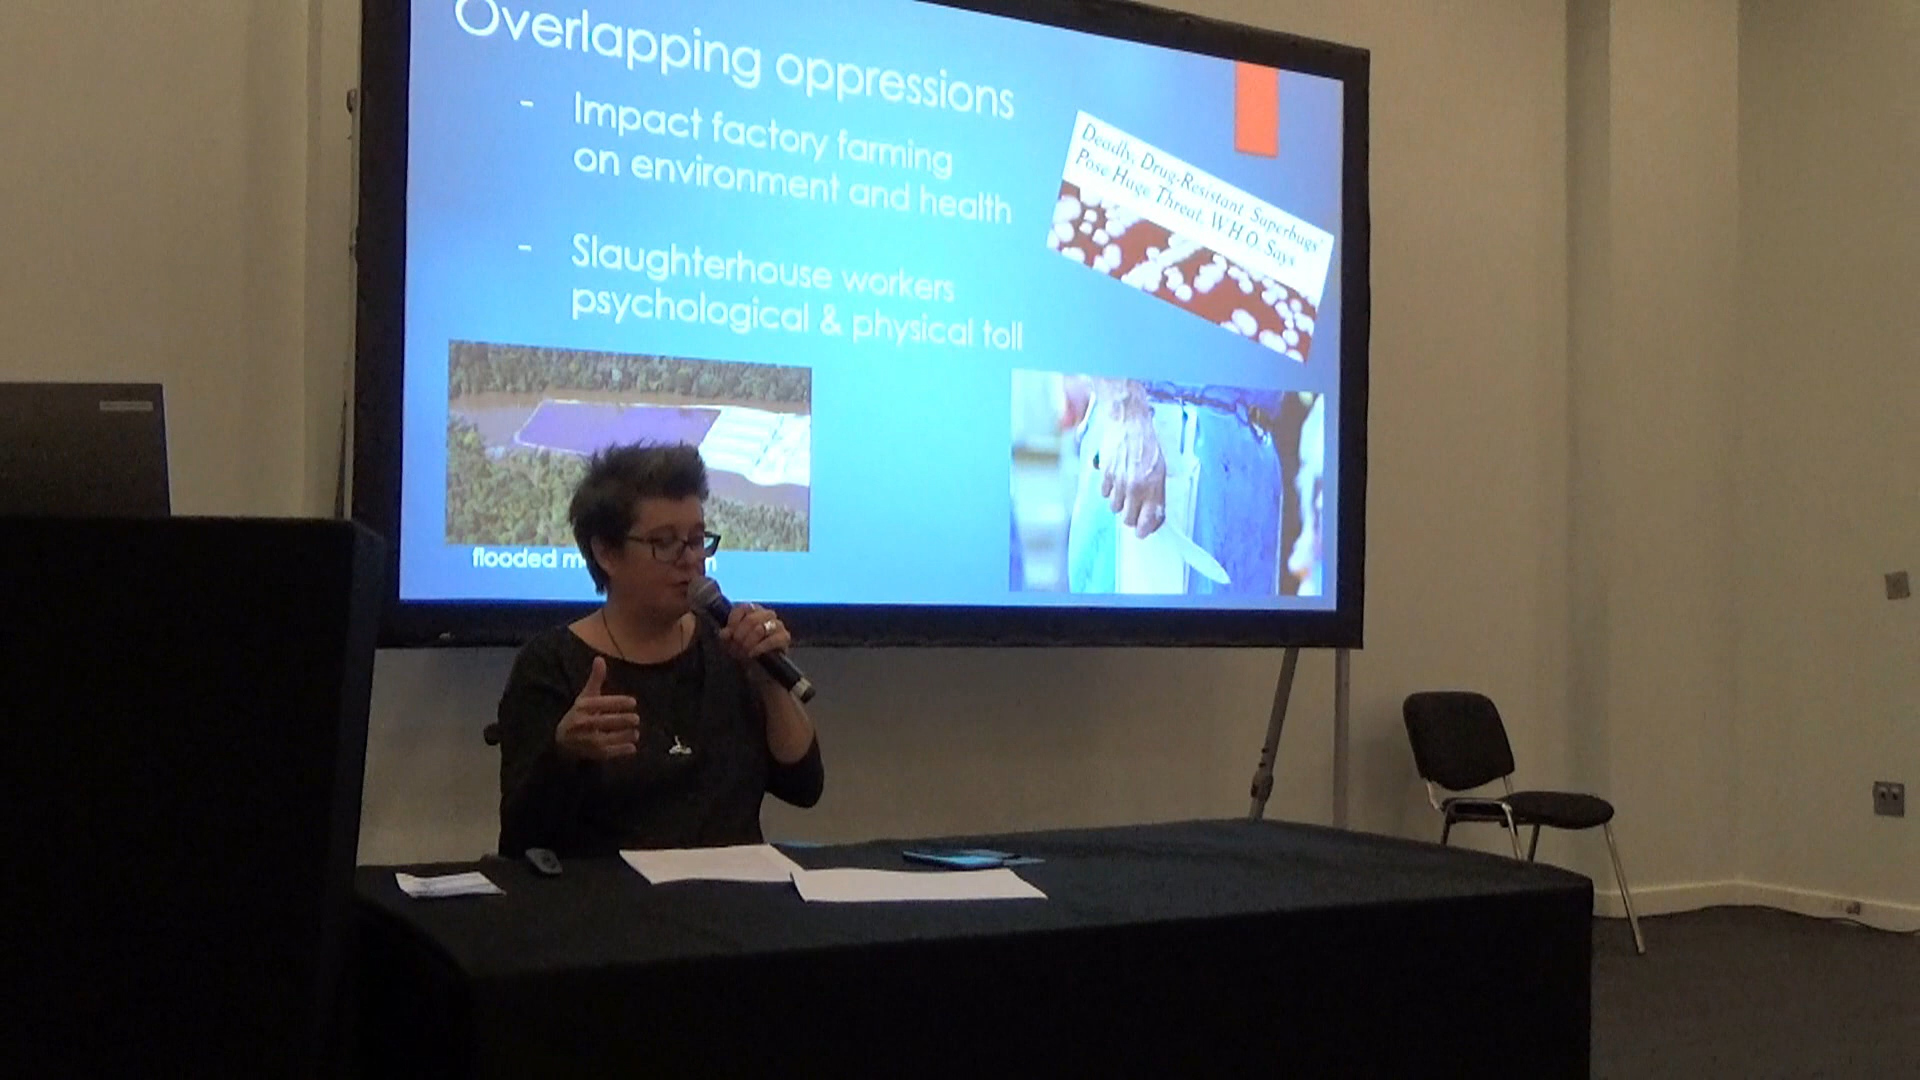 Overlapping oppressions
- Impact factory farming
on environment and health
- Slaughterhouse workers
psychological & physical toll
Deadly, Drug-Resistant 'Superbugs'
Pose Huge Threat, W.H.O. Says
flooded